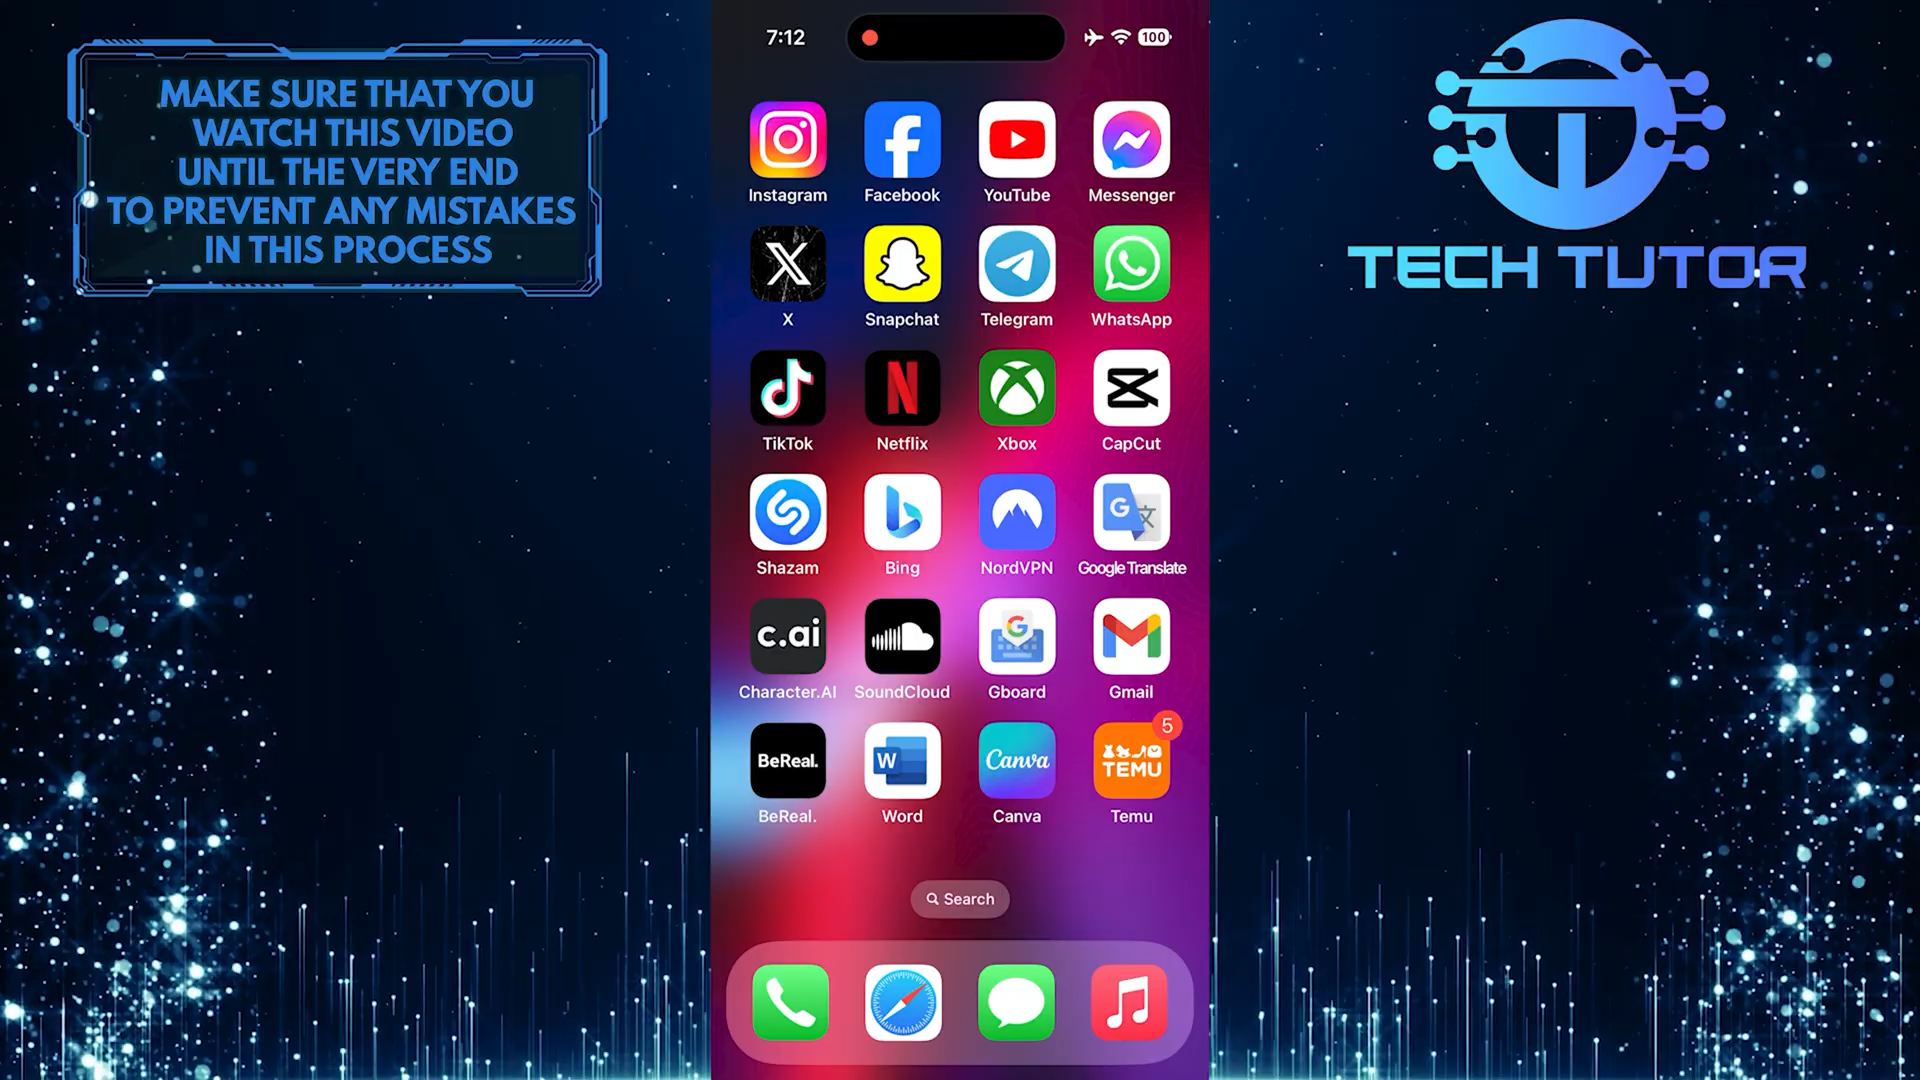 MAKE SURE THAT YOU
WATCH THIS VIDEO
UNTIL THE VERY END
TO PREVENT ANY MISTAKES
IN THIS PROCESS
7:12
100
Instagram Facebook YouTube Messenger
X Snapchat Telegram WhatsApp
TikTok Netflix Xbox CapCut
G 文
Shazam Bing NordVPN Google Translate
c.ai G
Character.AI SoundCloud Gboard Gmail
5
BeReal. W Canva TEMU
BeReal. Word Canva Temu
Search
TECH TUTOR